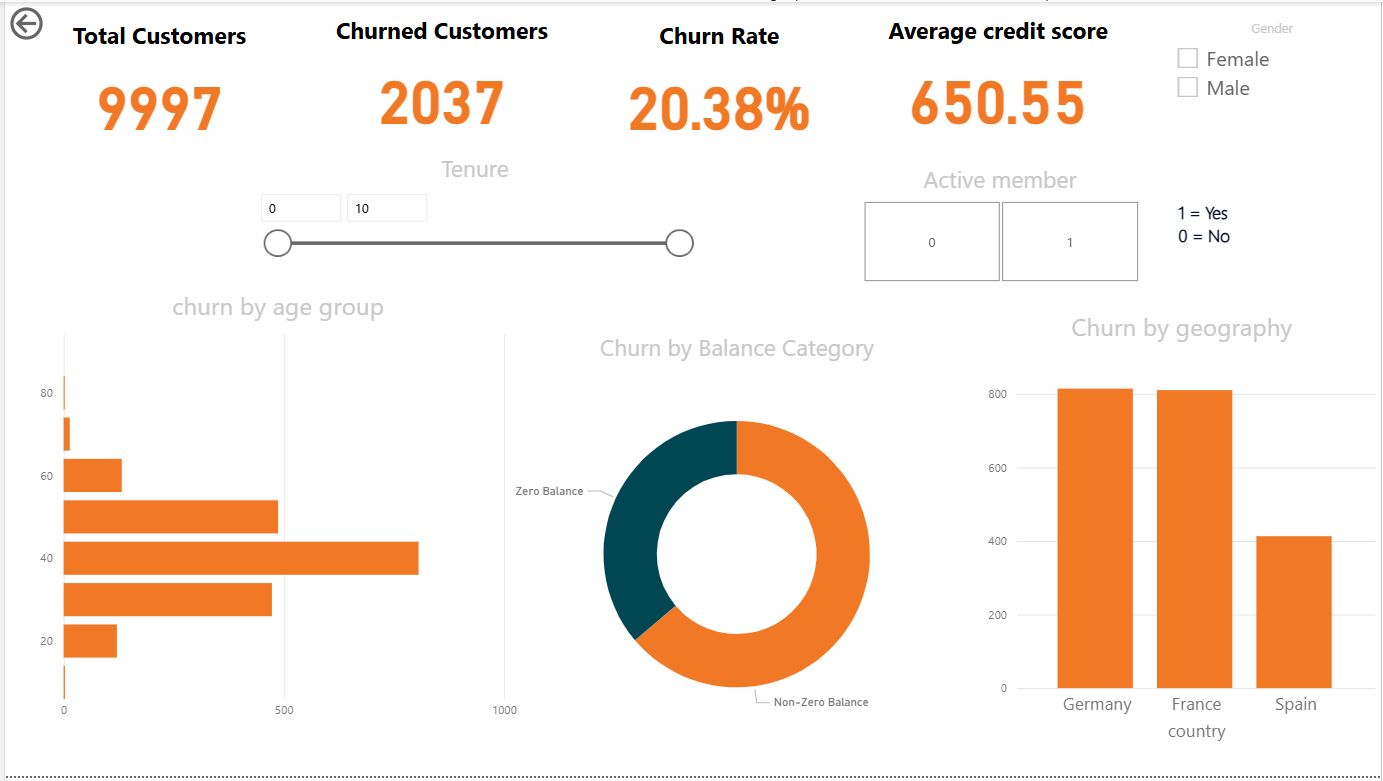 Total Customers
Churned Customers
Churn Rate
Average credit score
9997
2037
20.38%
650.55
Gender
Female
Male
Tenure
0
10
Active member
0
1
1 = Yes
0 = No
churn by age group
80
60
40
20
0
500
1000
Churn by Balance Category
Zero Balance
Non-Zero Balance
Churn by geography
800
600
400
200
0
Germany
France
Spain
country